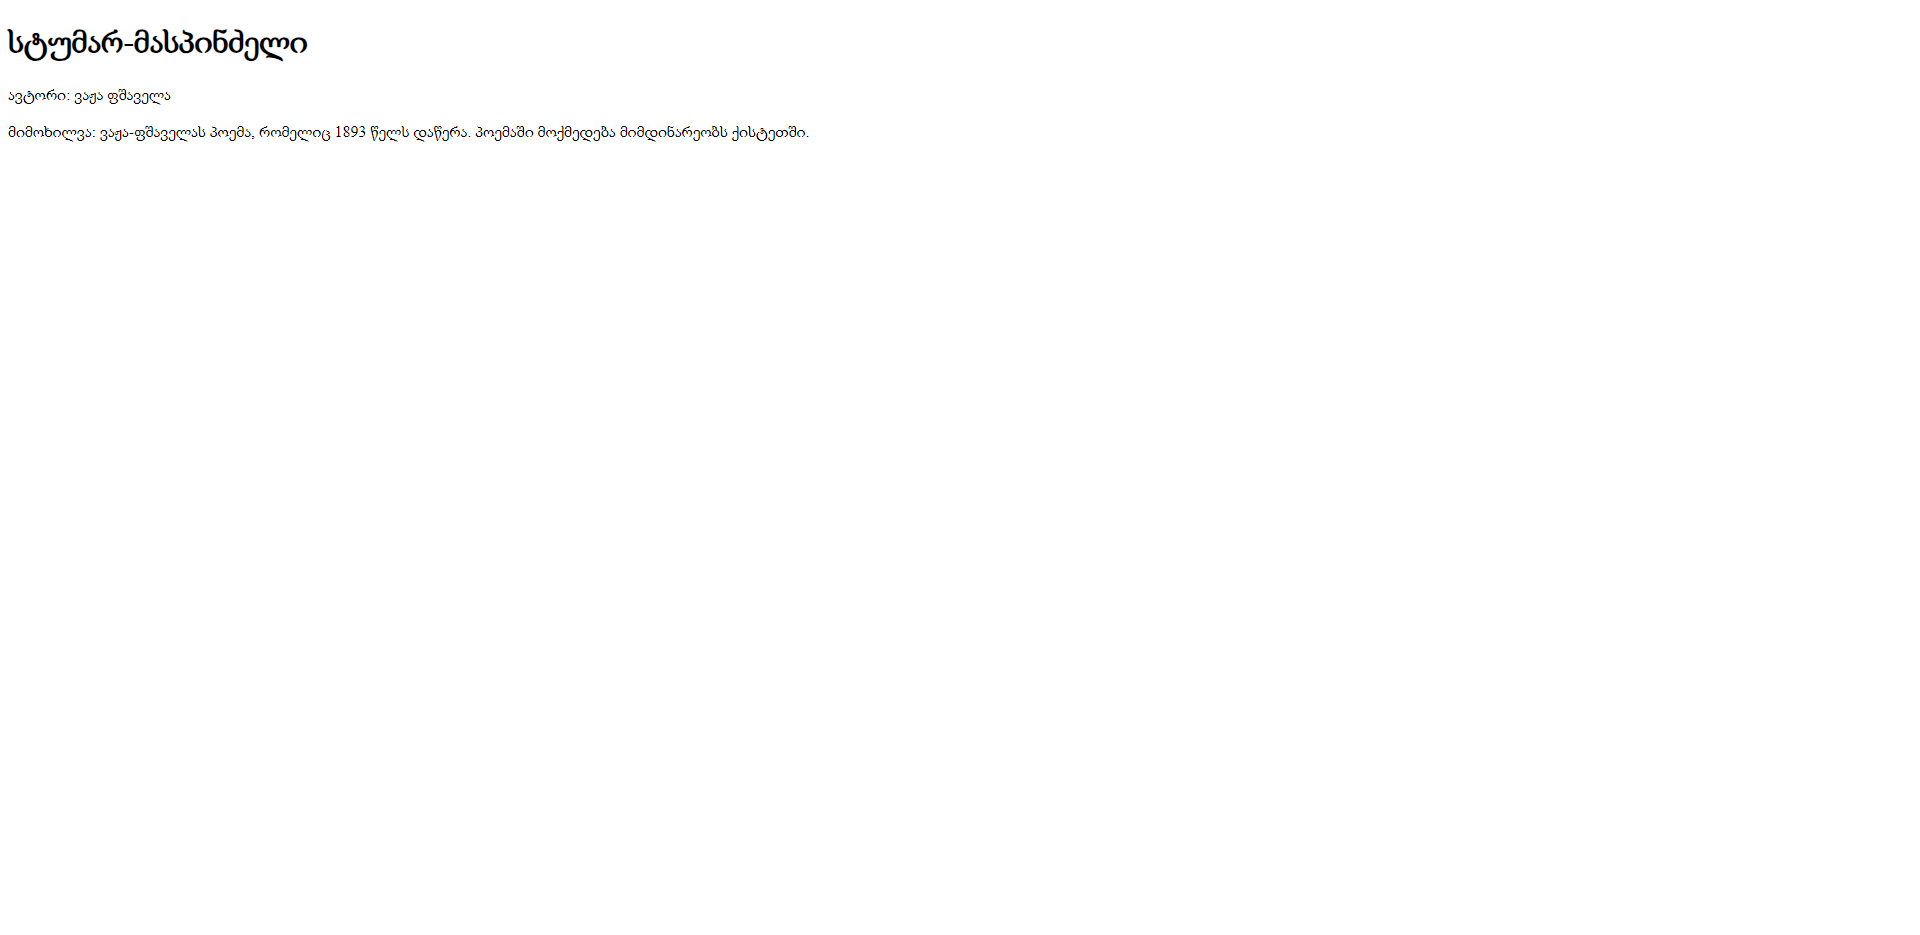 სტუმარ-მასპინძელი
ავტორი: ვაჟა ფშაველა
მიმოხილვა: ვაჟა-ფშაველას პოემა, რომელიც 1893 წელს დაწერა. პოემაში მოქმედება მიმდინარეობს ქისტეთში.